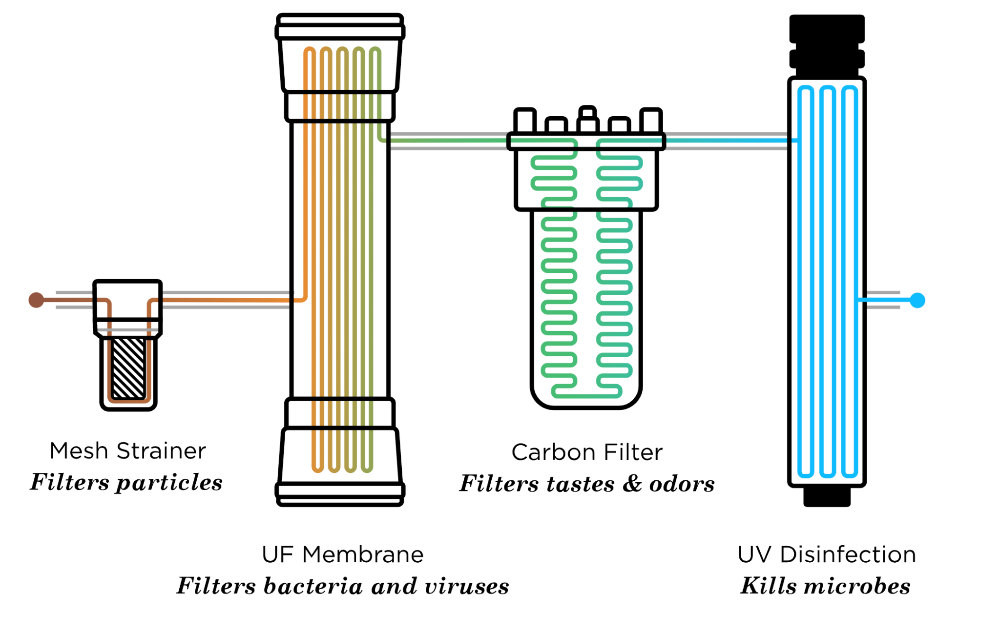 Mesh Strainer
Filters particles
UF Membrane
Filters bacteria and viruses
Carbon Filter
Filters tastes & odors
UV Disinfection
Kills microbes